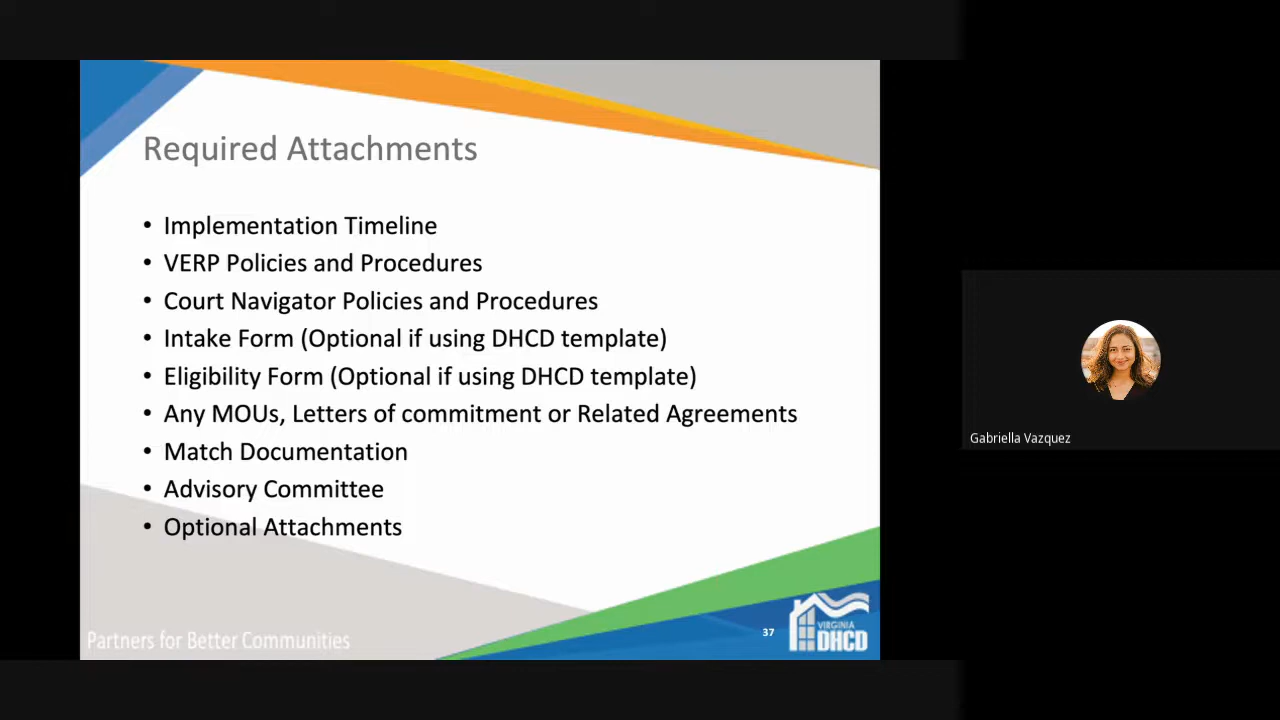 Required Attachments
• Implementation Timeline
• VERP Policies and Procedures
• Court Navigator Policies and Procedures
• Intake Form (Optional if using DHCD template)
• Eligibility Form (Optional if using DHCD template)
• Any MOUs, Letters of commitment or Related Agreements
• Match Documentation
• Advisory Committee
• Optional Attachments
Partners for Better Communities
37
VIRGINIA
DHCD
Gabriella Vazquez